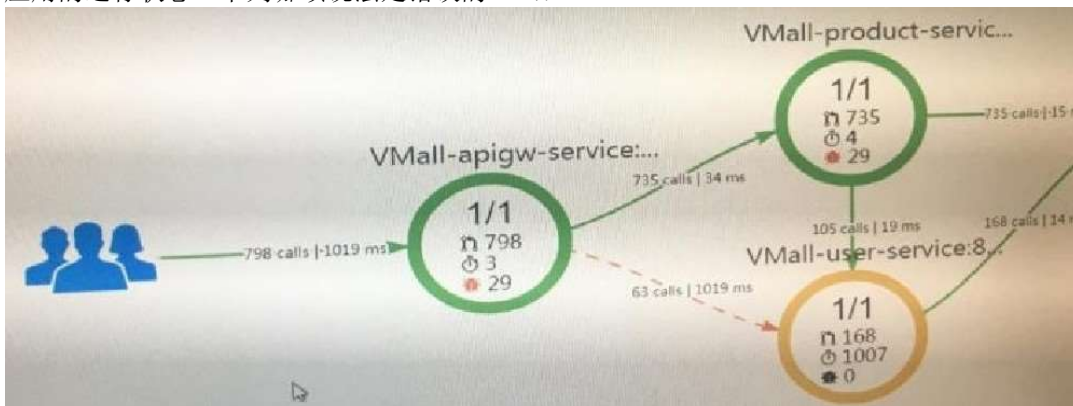 VMall-product-servic...
1/1
735
4
29
735 calls | 15
VMall-apigw-service:...
1/1
798
3
29
735 calls | 34 ms
798 calls | 1019 ms
105 calls | 19 ms
168 calls | 14
VMall-user-service:8...
63 calls | 1019 ms
1/1
168
1007
0